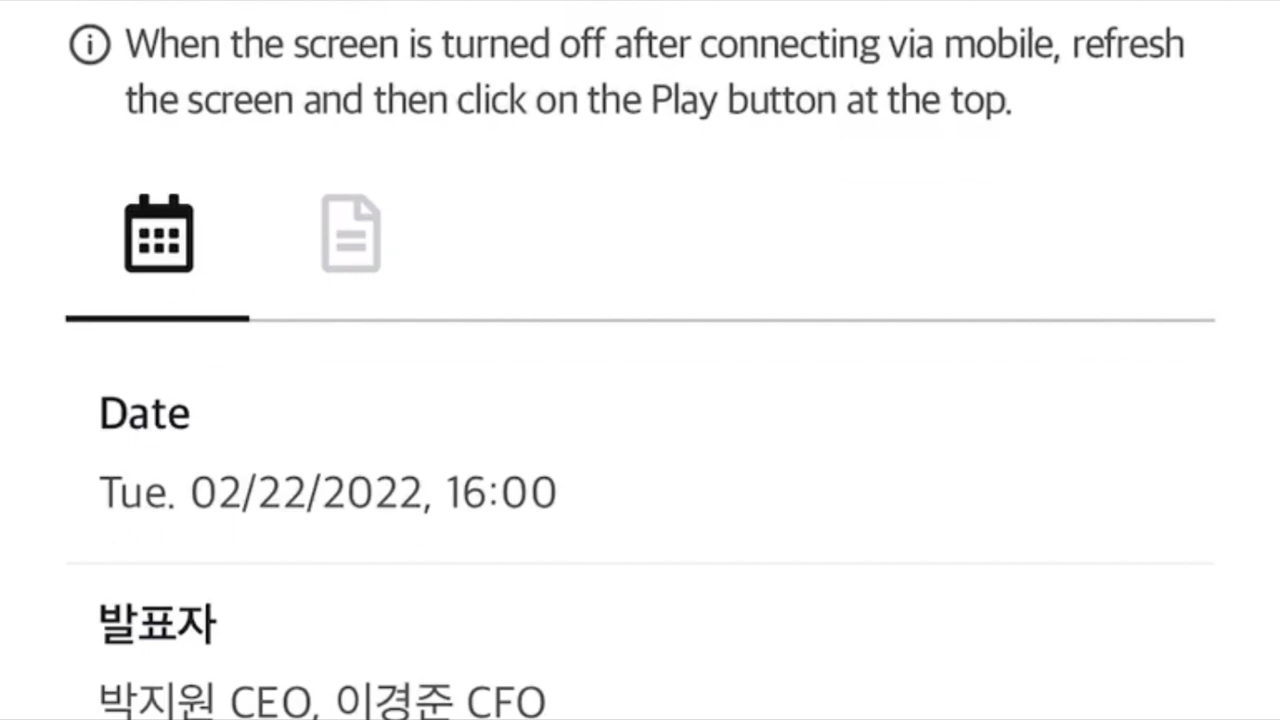 When the screen is turned off after connecting via mobile, refresh
the screen and then click on the Play button at the top.
Date
Tue. 02/22/2022, 16:00
발표자
박지원 CEO, 이경준 CFO